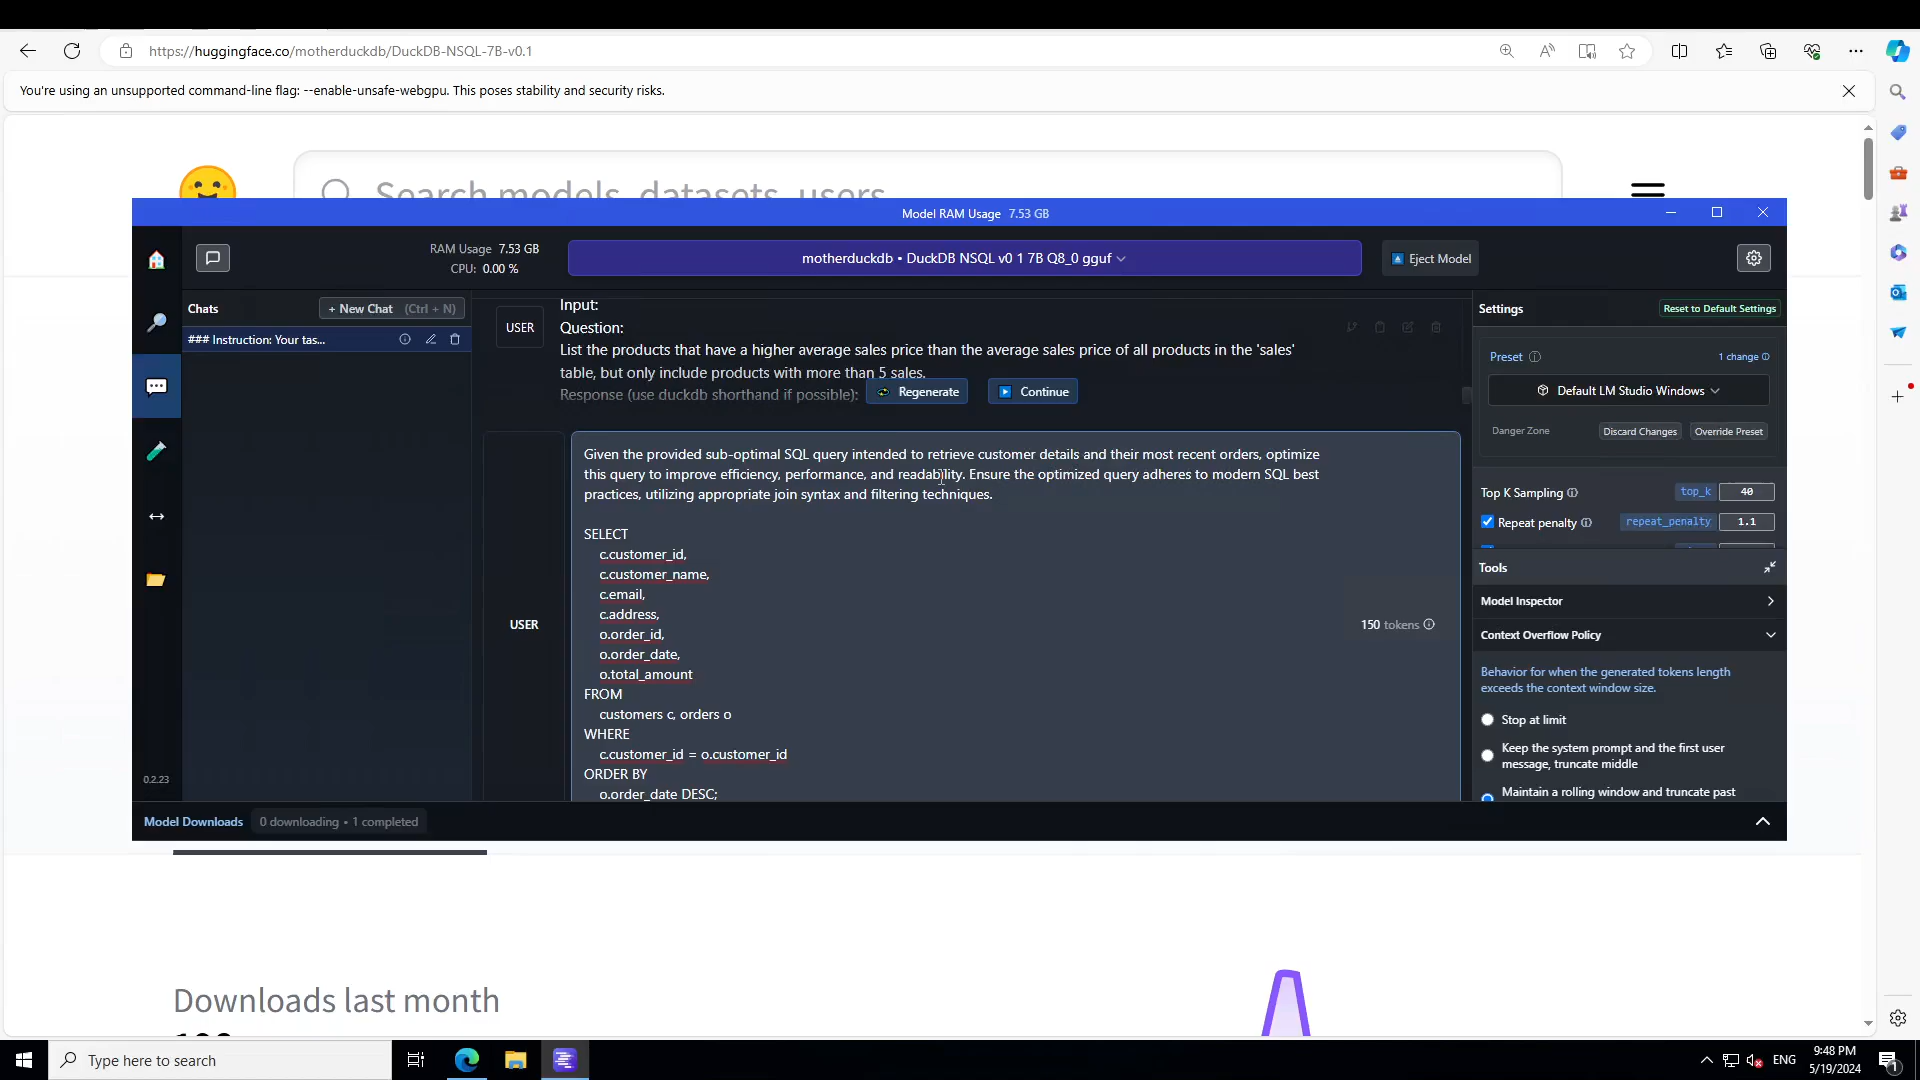 https://huggingface.co/motherduckdb/DuckDB-NSQL-7B-v0.1
You're using an unsupported command-line flag: --enable-unsafe-webgpu. This poses stability and security risks.
Search models, datasets, users
Model RAM Usage 7.53 GB
RAM Usage 7.53 GB
CPU: 0.00 %
motherduckdb • DuckDB NSQL v0 1 7B Q8_0 gguf
Eject Model
Chats
+ New Chat (Ctrl + N)
### Instruction: Your tas...
USER
Input:
Question:
List the products that have a higher average sales price than the average sales price of all products in the 'sales'
table, but only include products with more than 5 sales.
Response (use duckdb shorthand if possible):
Regenerate
Continue
USER
Given the provided sub-optimal SQL query intended to retrieve customer details and their most recent orders, optimize
this query to improve efficiency, performance, and readability. Ensure the optimized query adheres to modern SQL best
practices, utilizing appropriate join syntax and filtering techniques.
SELECT
c.customer_id,
c.customer_name,
c.email,
c.address,
o.order_id,
o.order_date,
o.total_amount
FROM
customers c, orders o
WHERE
c.customer_id = o.customer_id
ORDER BY
o.order_date DESC;
150 tokens
Settings
Reset to Default Settings
Preset
1 change
Default LM Studio Windows
Danger Zone
Discard Changes
Override Preset
Top K Sampling
top_k
40
Repeat penalty
repeat_penalty
1.1
Tools
Model Inspector
Context Overflow Policy
Behavior for when the generated tokens length
exceeds the context window size.
Stop at limit
Keep the system prompt and the first user
message, truncate middle
Maintain a rolling window and truncate past
0.2.23
Model Downloads
0 downloading • 1 completed
Downloads last month
Type here to search
ENG
9:48 PM
5/19/2024
1